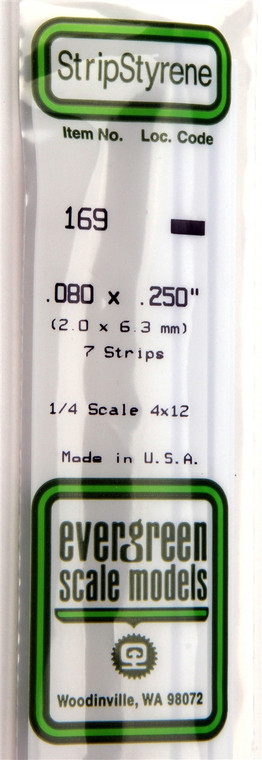 StripStyrene
Item No. Loc. Code
169
.080 x .250"
(2.0 x 6.3 mm)
7 Strips
1/4 Scale 4x12
Made in U.S.A.
evergreen
scale models
Woodinville, WA 98072